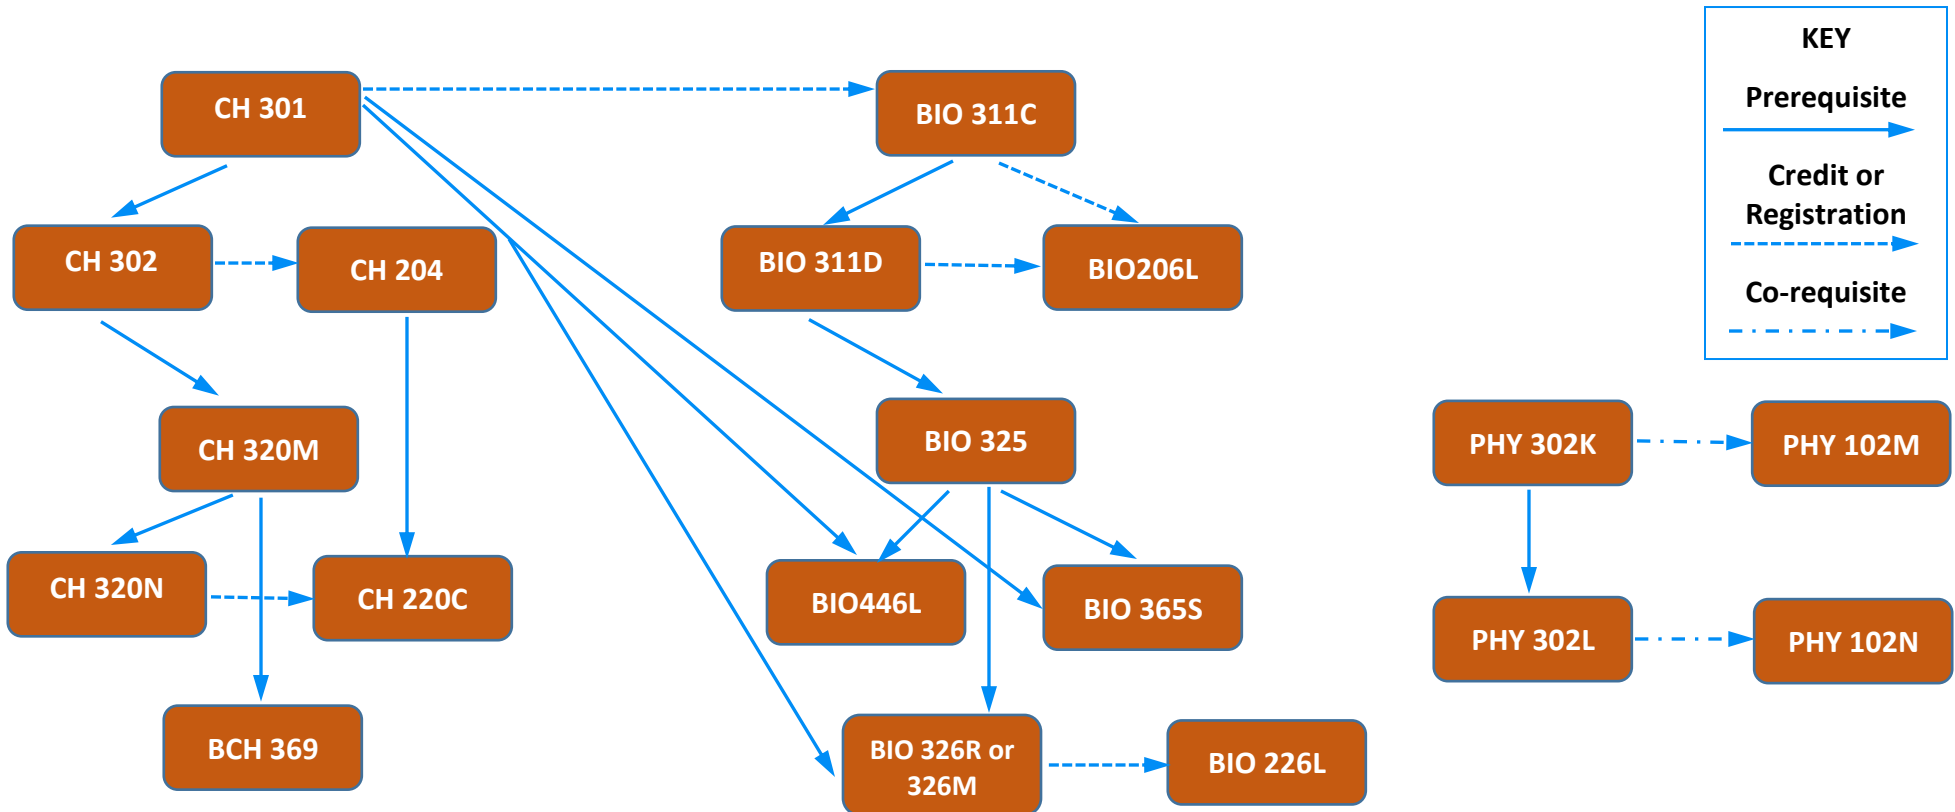 KEY
Prerequisite
Credit or
Registration
Co-requisite
CH 301
BIO 311C
CH 302
CH 204
BIO 311D
BIO206L
CH 320M
BIO 325
PHY 302K
PHY 102M
CH 320N
CH 220C
BIO446L
BIO 365S
PHY 302L
PHY 102N
BCH 369
BIO 326R or
326M
BIO 226L